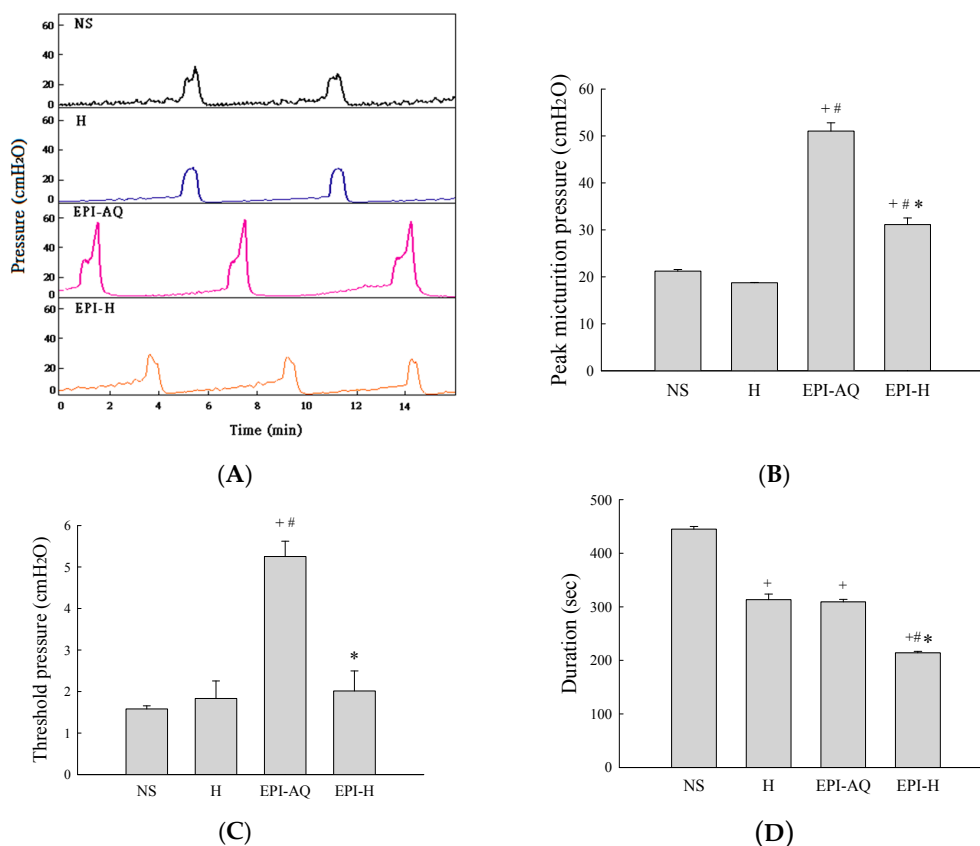 NS
60
40
20
0
H
60
40
20
0
EPI-AQ
60
40
20
0
EPI-H
60
40
20
0
0 2 4 6 8 10 12 14
Pressure (cmH2O)
Time (min)
(A)
Peak micturition pressure (cmH2O)
60
50
40
30
20
10
0
+ #
+ # *
NS H EPI-AQ EPI-H
(B)
Threshold pressure (cmH2O)
6
5
4
3
2
1
0
+ #
*
NS H EPI-AQ EPI-H
(C)
Duration (sec)
500
400
300
200
100
0
+
+
+# *
NS H EPI-AQ EPI-H
(D)